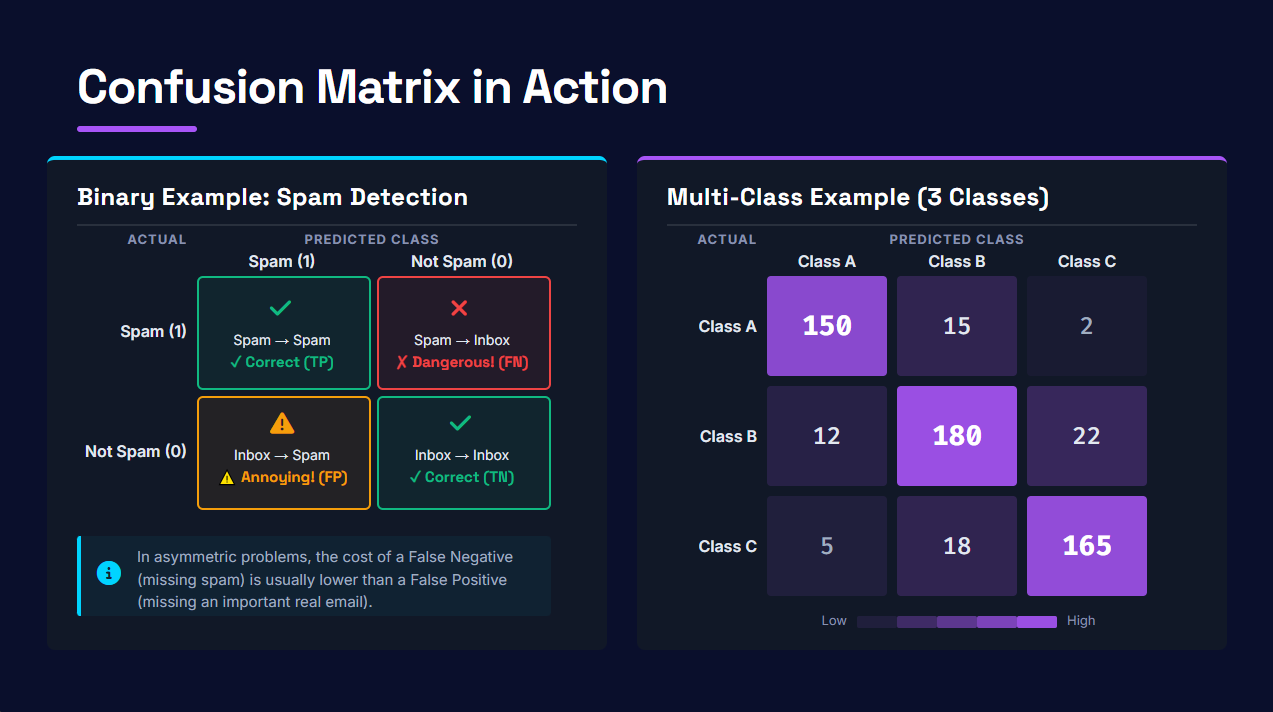 Confusion Matrix in Action
Binary Example: Spam Detection
ACTUAL PREDICTED CLASS
Spam (1) Not Spam (0)
Spam (1)
Spam → Spam
✓ Correct (TP)
Spam → Inbox
✗ Dangerous! (FN)
Not Spam (0)
Inbox → Spam
⚠ Annoying! (FP)
Inbox → Inbox
✓ Correct (TN)
In asymmetric problems, the cost of a False Negative
(missing spam) is usually lower than a False Positive
(missing an important real email).
Multi-Class Example (3 Classes)
ACTUAL PREDICTED CLASS
Class A Class B Class C
Class A 150 15 2
Class B 12 180 22
Class C 5 18 165
Low High